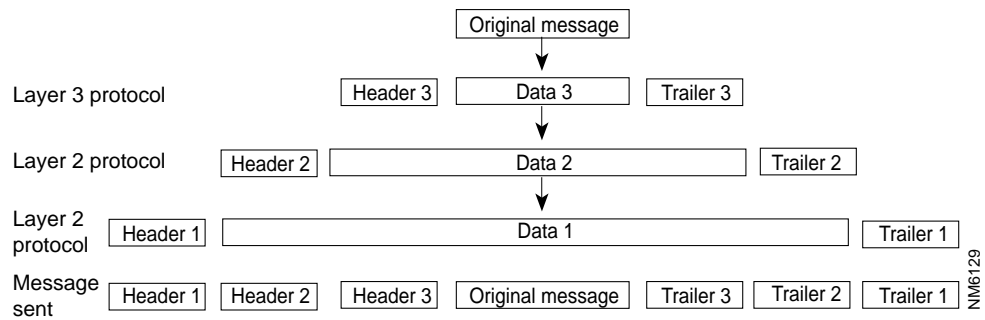 Original message
Layer 3 protocol Header 3 Data 3 Trailer 3
Layer 2 protocol Header 2 Data 2 Trailer 2
Layer 2
protocol Header 1 Data 1 Trailer 1
Message
sent Header 1 Header 2 Header 3 Original message Trailer 3 Trailer 2 Trailer 1
NM6129